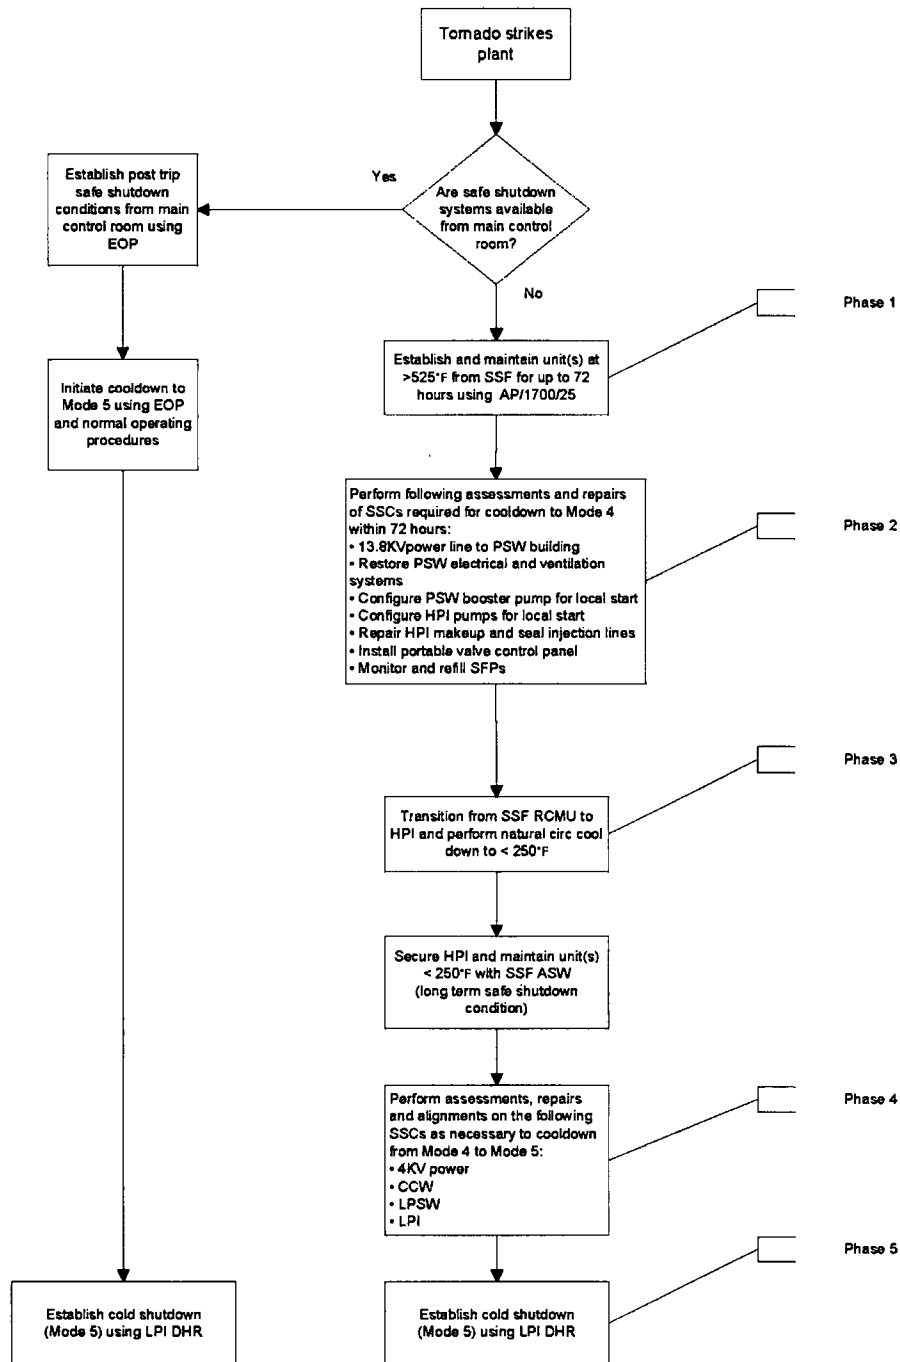 Tornado strikes
plant
Are safe shutdown
systems available
from main control
room?
Yes
Establish post trip
safe shutdown
conditions from main
control room using
EOP
Initiate cooldown to
Mode 5 using EOP
and normal operating
procedures
No
Phase 1
Establish and maintain unit(s) at
>525°F from SSF for up to 72
hours using AP/1700/25
Perform following assessments and repairs
of SSCs required for cooldown to Mode 4
within 72 hours:
• 13.8KVpower line to PSW building
• Restore PSW electrical and ventilation
systems
• Configure PSW booster pump for local start
• Configure HPI pumps for local start
• Repair HPI makeup and seal injection lines
• Install portable valve control panel
• Monitor and refill SFPs
Phase 2
Transition from SSF RCMU to
HPI and perform natural circ cool
down to < 250°F
Phase 3
Secure HPI and maintain unit(s)
< 250°F with SSF ASW
(long term safe shutdown
condition)
Perform assessments, repairs
and alignments on the following
SSCs as necessary to cooldown
from Mode 4 to Mode 5:
• 4KV power
• CCW
• LPSW
• LPI
Phase 4
Phase 5
Establish cold shutdown
(Mode 5) using LPI DHR
Establish cold shutdown
(Mode 5) using LPI DHR